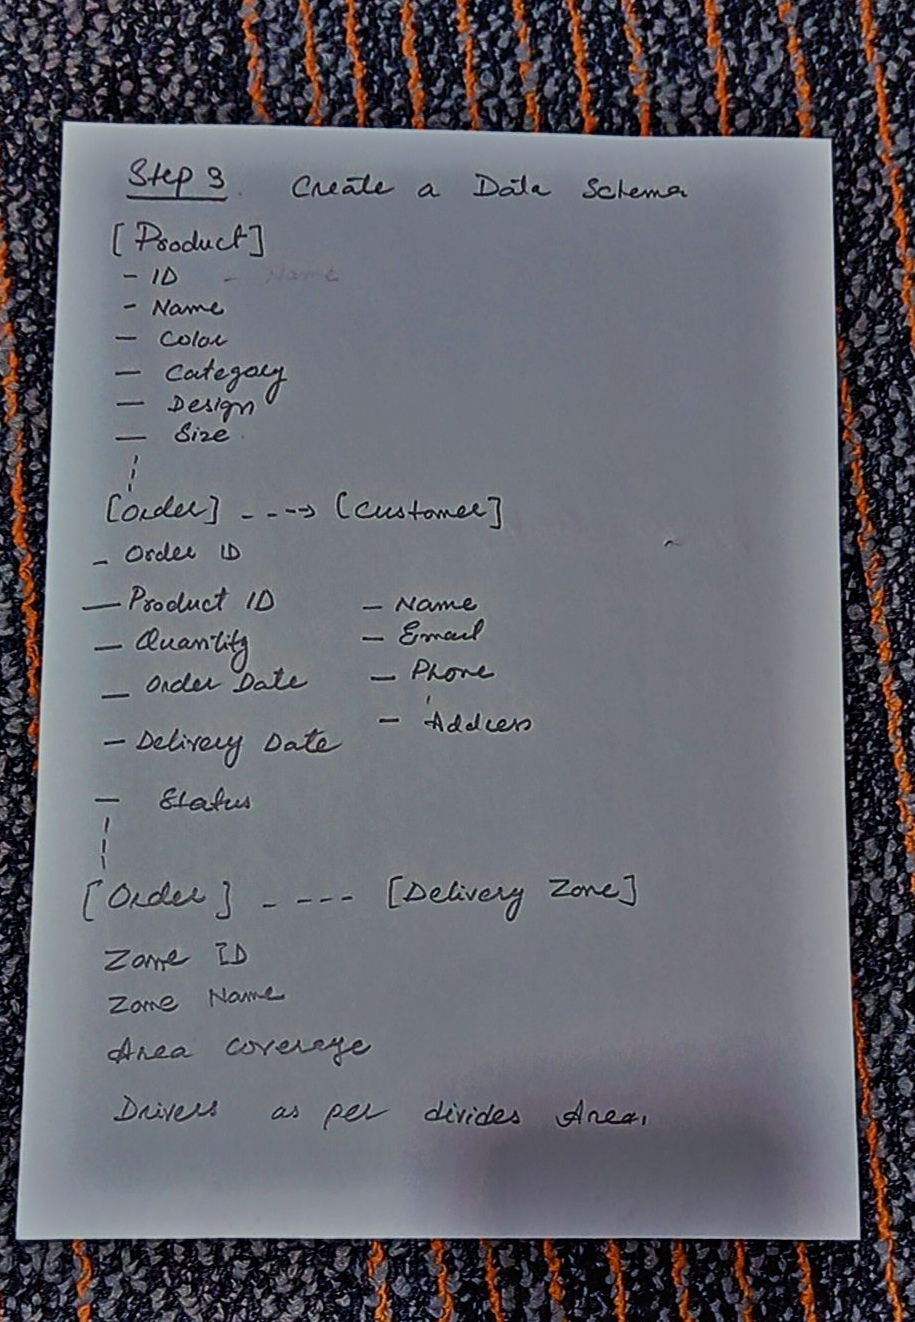 Step 3. Create a Data Schema
[Product]
- ID - Name
- Name
- Color
- Category
- Design
- Size
[Order] ----> [Customer]
- Order ID
- Product ID - Name
- Quantity - Email
- Order Date - Phone
- Address
- Delivery Date
- Status
[Order] ---- [Delivery Zone]
Zone ID
Zone Name
Area Coverage
Drivers as per divides Area.